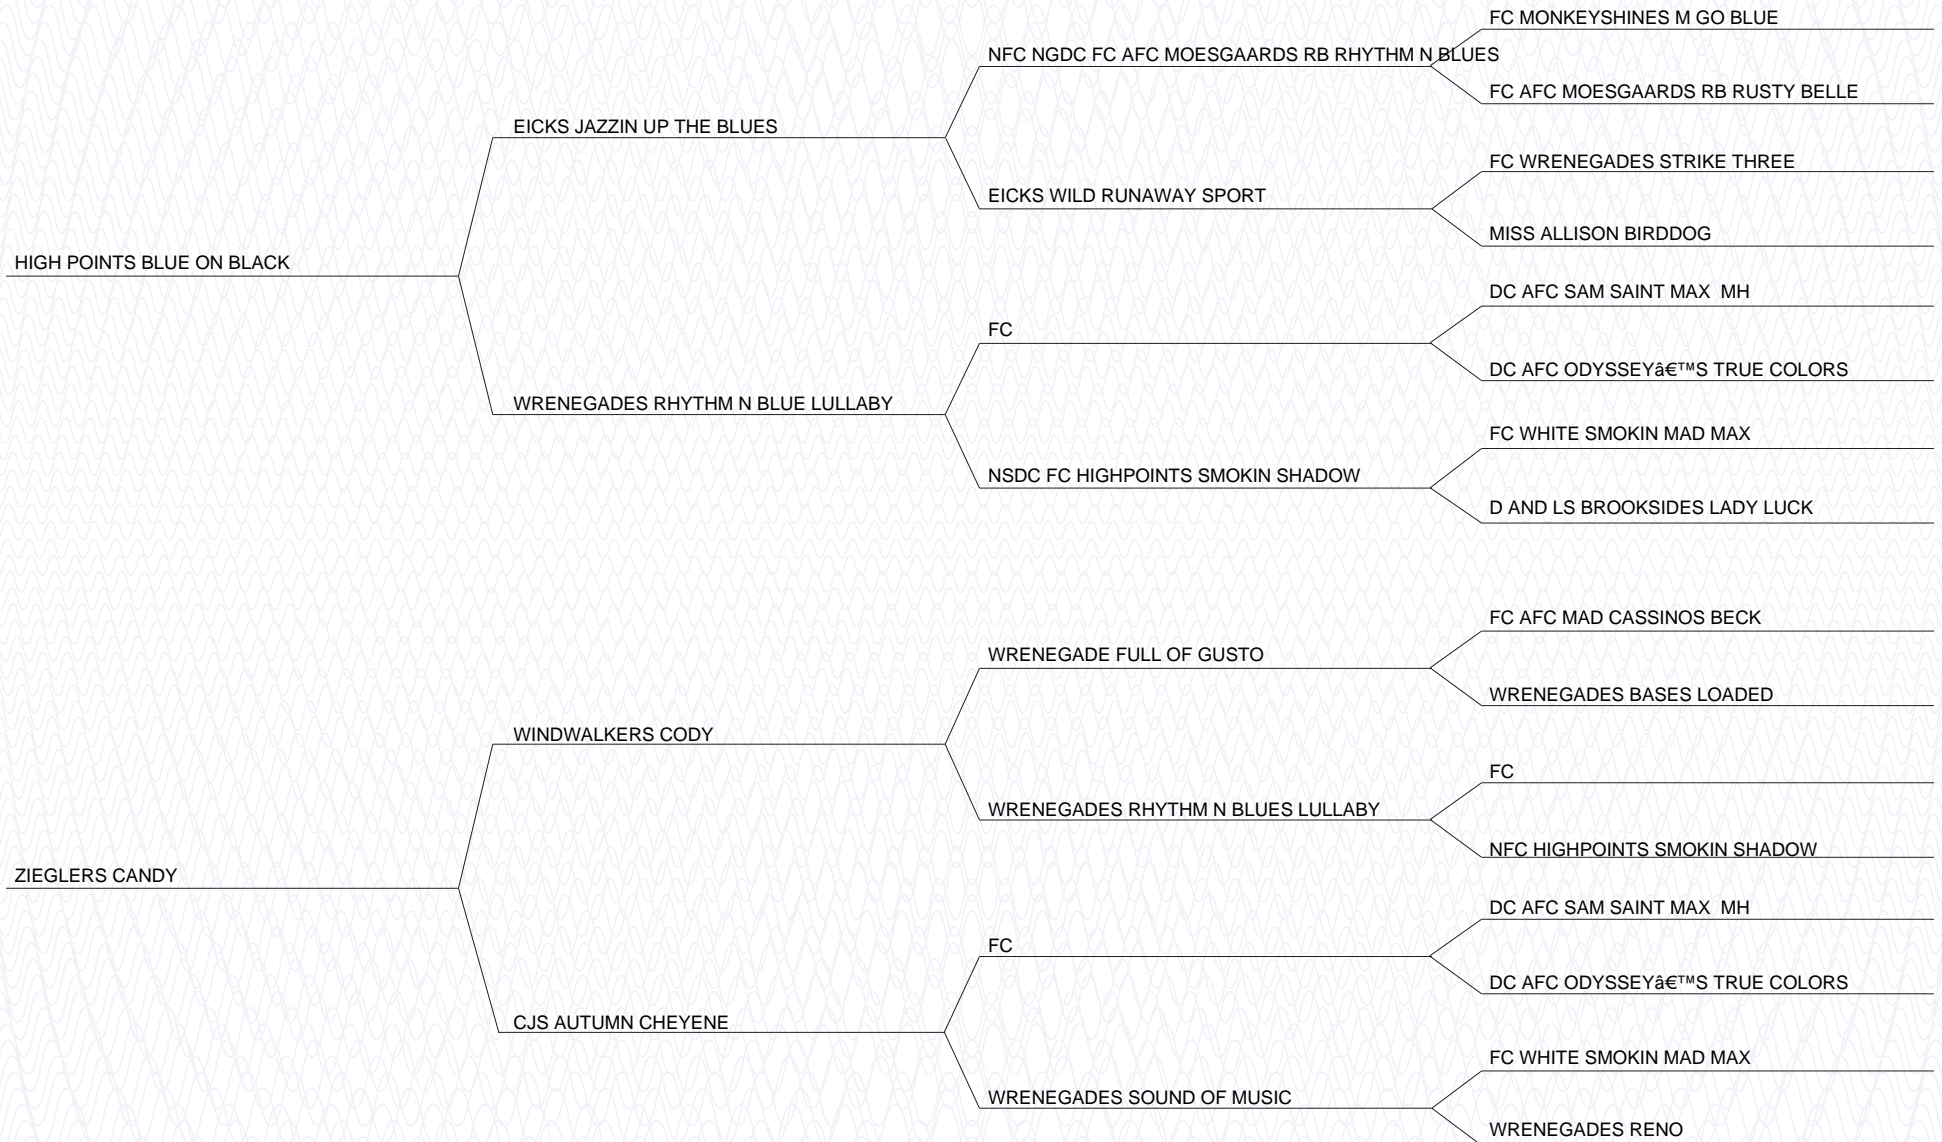 FC MONKEYSHINES M GO BLUE
NFC NGDC FC AFC MOESGAARDS RB RHYTHM N BLUES
FC AFC MOESGAARDS RB RUSTY BELLE
EICKS JAZZIN UP THE BLUES
FC WRENEGADES STRIKE THREE
EICKS WILD RUNAWAY SPORT
MISS ALLISON BIRDDOG
HIGH POINTS BLUE ON BLACK
DC AFC SAM SAINT MAX  MH
FC
DC AFC ODYSSEY’S TRUE COLORS
WRENEGADES RHYTHM N BLUE LULLABY
FC WHITE SMOKIN MAD MAX
NSDC FC HIGHPOINTS SMOKIN SHADOW
D AND LS BROOKSIDES LADY LUCK
FC AFC MAD CASSINOS BECK
WRENEGADE FULL OF GUSTO
WRENEGADES BASES LOADED
WINDWALKERS CODY
FC
WRENEGADES RHYTHM N BLUES LULLABY
NFC HIGHPOINTS SMOKIN SHADOW
ZIEGLERS CANDY
DC AFC SAM SAINT MAX  MH
FC
DC AFC ODYSSEY’S TRUE COLORS
CJS AUTUMN CHEYENE
FC WHITE SMOKIN MAD MAX
WRENEGADES SOUND OF MUSIC
WRENEGADES RENO